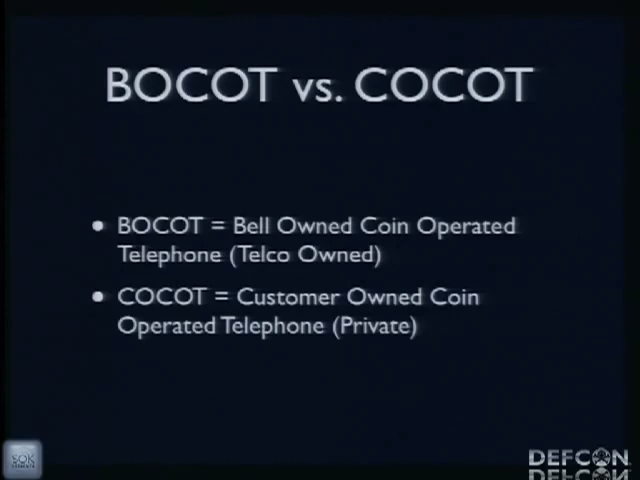 BOCOT vs. COCOT
• BOCOT = Bell Owned Coin Operated
Telephone (Telco Owned)
• COCOT = Customer Owned Coin
Operated Telephone (Private)
SOK
DEFCON